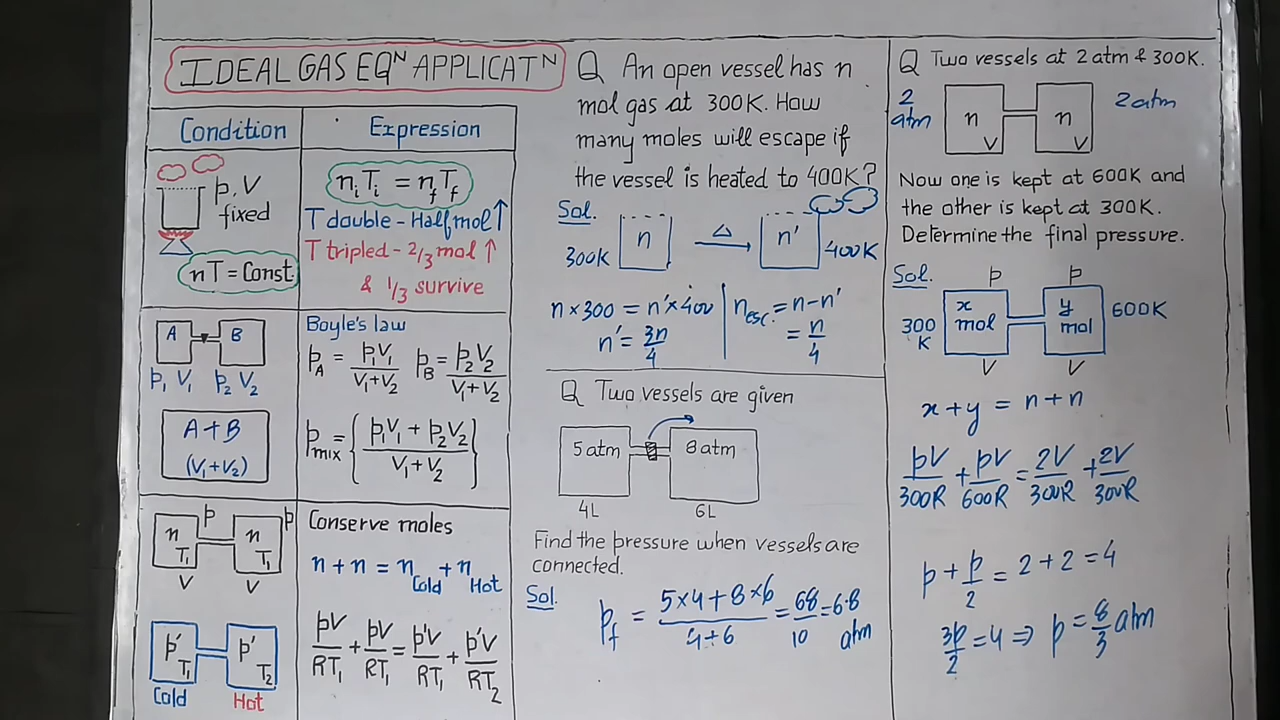 IDEAL GAS EQᴺ APPLICATᴺ
Condition Expression
p, V
fixed
nT = Const
nᵢTᵢ = n_fT_f
T double - Half mol ↑
T tripled - 2/3 mol ↑
& 1/3 survive
A B
p₁ V₁ p₂ V₂
A+B
(V₁+V₂)
Boyle's law
p_A = p₁V₁/(V₁+V₂) p_B = p₂V₂/(V₁+V₂)
p_mix = {(p₁V₁ + p₂V₂)/(V₁+V₂)}
p p
n n
T₁ T₁
V V
p' p'
T₁ T₂
Cold Hot
Conserve moles
n + n = n_Cold + n_Hot
pV/RT₁ + pV/RT₁ = p'V/RT₁ + p'V/RT₂
Q An open vessel has n
mol gas at 300K. How
many moles will escape if
the vessel is heated to 400K?
Sol.
300K n Δ → n' 400K
n×300 = n'×400
n' = 3n/4
n_esc. = n-n'
= n/4
Q Two vessels are given
5 atm 8 atm
4L 6L
Find the pressure when vessels are
connected.
Sol.
p_f = (5×4+8×6)/(4+6) = 68/10 = 6.8
atm
Q Two vessels at 2 atm & 300K.
2 atm n n 2 atm
V V
Now one is kept at 600K and
the other is kept at 300K.
Determine the final pressure.
Sol.
p p
300 K x mol y mol 600K
V V
x+y = n+n
pV/300R + pV/600R = 2V/300R + 2V/300R
p + p/2 = 2+2 = 4
3p/2 = 4 ⇒ p = 8/3 atm